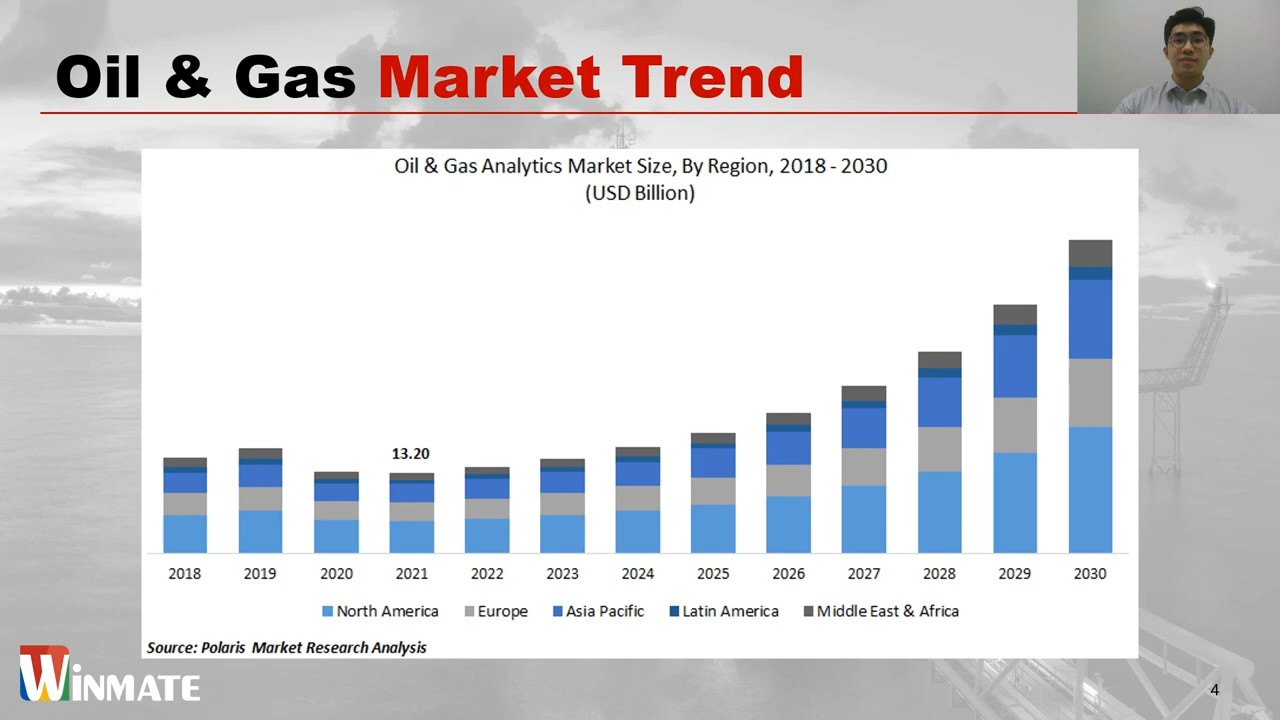 Oil & Gas Market Trend
Oil & Gas Analytics Market Size, By Region, 2018 - 2030
(USD Billion)
13.20
2018 2019 2020 2021 2022 2023 2024 2025 2026 2027 2028 2029 2030
North America Europe Asia Pacific Latin America Middle East & Africa
Source: Polaris Market Research Analysis
WINMATE
4